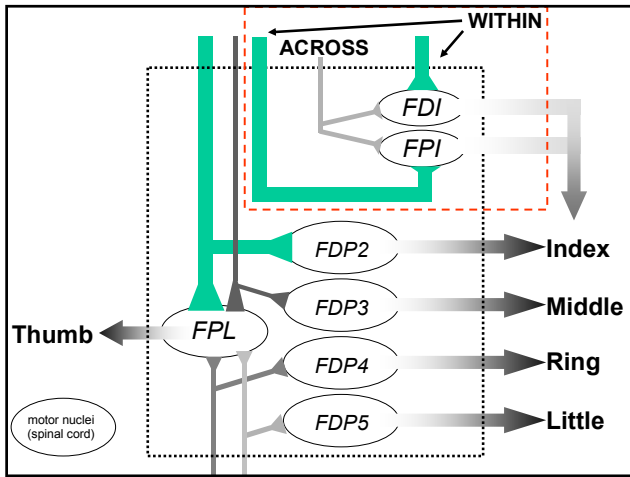 WITHIN
ACROSS
FDI
FPI
FDP2
Index
FDP3
Middle
Thumb
FPL
FDP4
Ring
motor nuclei
(spinal cord)
FDP5
Little